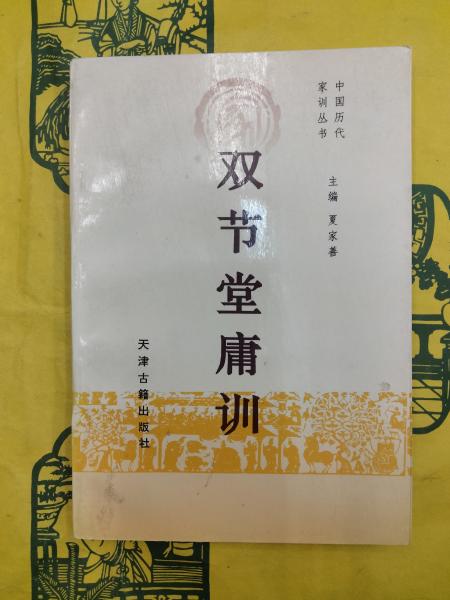 中国历代
家训丛书
主编 夏家善
双节堂庸训
天津古籍出版社